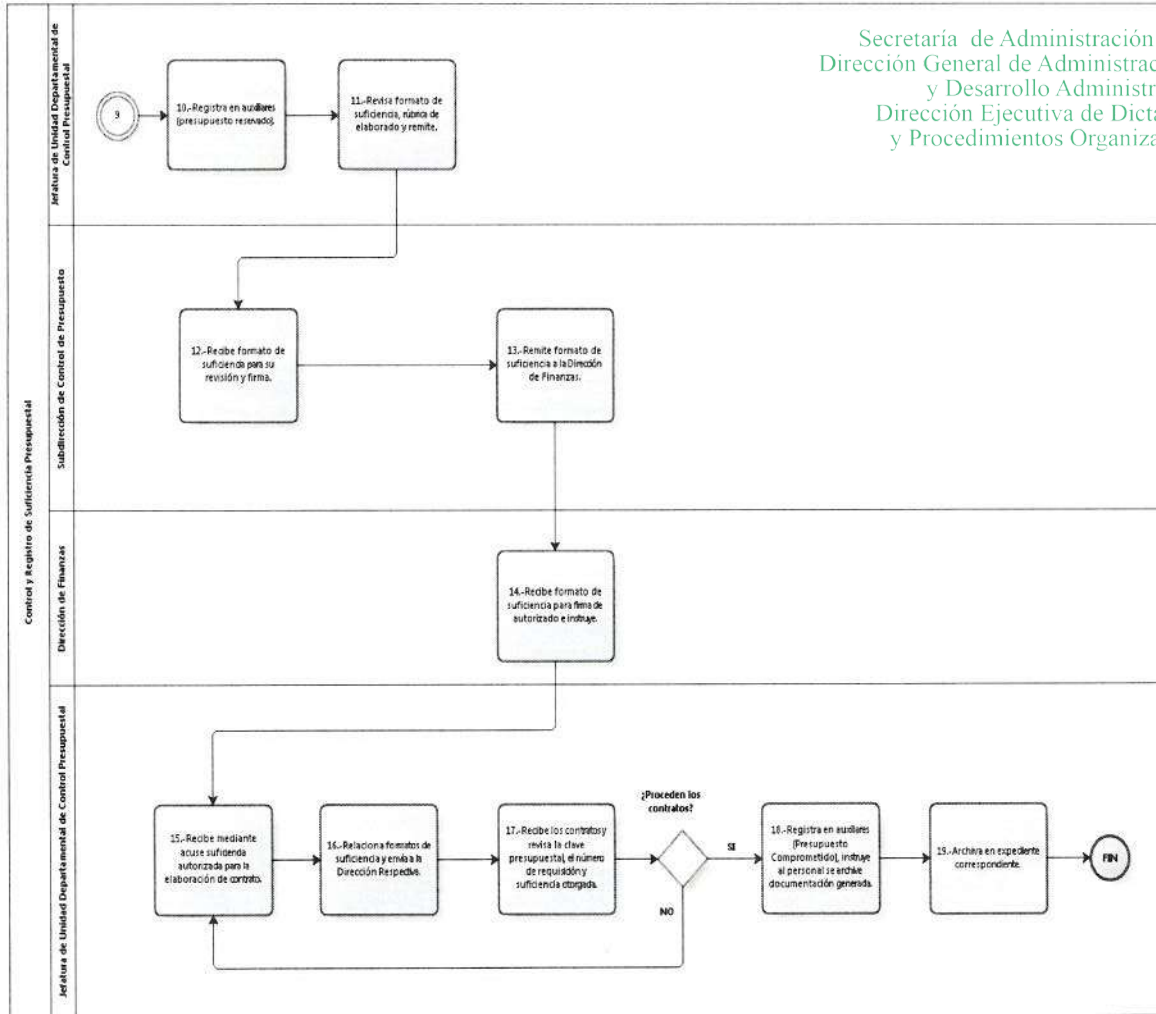 Secretaría de Administración
Dirección General de Administrac
y Desarrollo Administr
Dirección Ejecutiva de Dicta
y Procedimientos Organiza
Control y Registro de Suficiencia Presupuestal
Jefatura de Unidad Departamental de
Control Presupuestal
9
10.-Registra en auxiliares
(presupuesto reservado).
11.-Revisa formato de
suficiencia, rúbrica de
elaborado y remite.
Subdirección de Control de Presupuesto
12.-Recibe formato de
suficiencia para su
revisión y firma.
13.-Remite formato de
suficiencia a la Dirección
de Finanzas.
Dirección de Finanzas
14.-Recibe formato de
suficiencia para firma de
autorizado e instruye.
Jefatura de Unidad Departamental de Control Presupuestal
15.-Recibe mediante
acuse suficiencia
autorizada para la
elaboración de contrato.
16.-Relaciona formatos de
suficiencia y envía a la
Dirección Respectiva.
17.-Recibe los contratos y
revisa la clave
presupuestal, el número
de requisición y
suficiencia otorgada.
¿Proceden los
contratos?
SI
NO
18.-Registra en auxiliares
(Presupuesto
Comprometido), instruye
al personal se archive
documentación generada.
19.-Archiva en expediente
correspondiente.
FIN